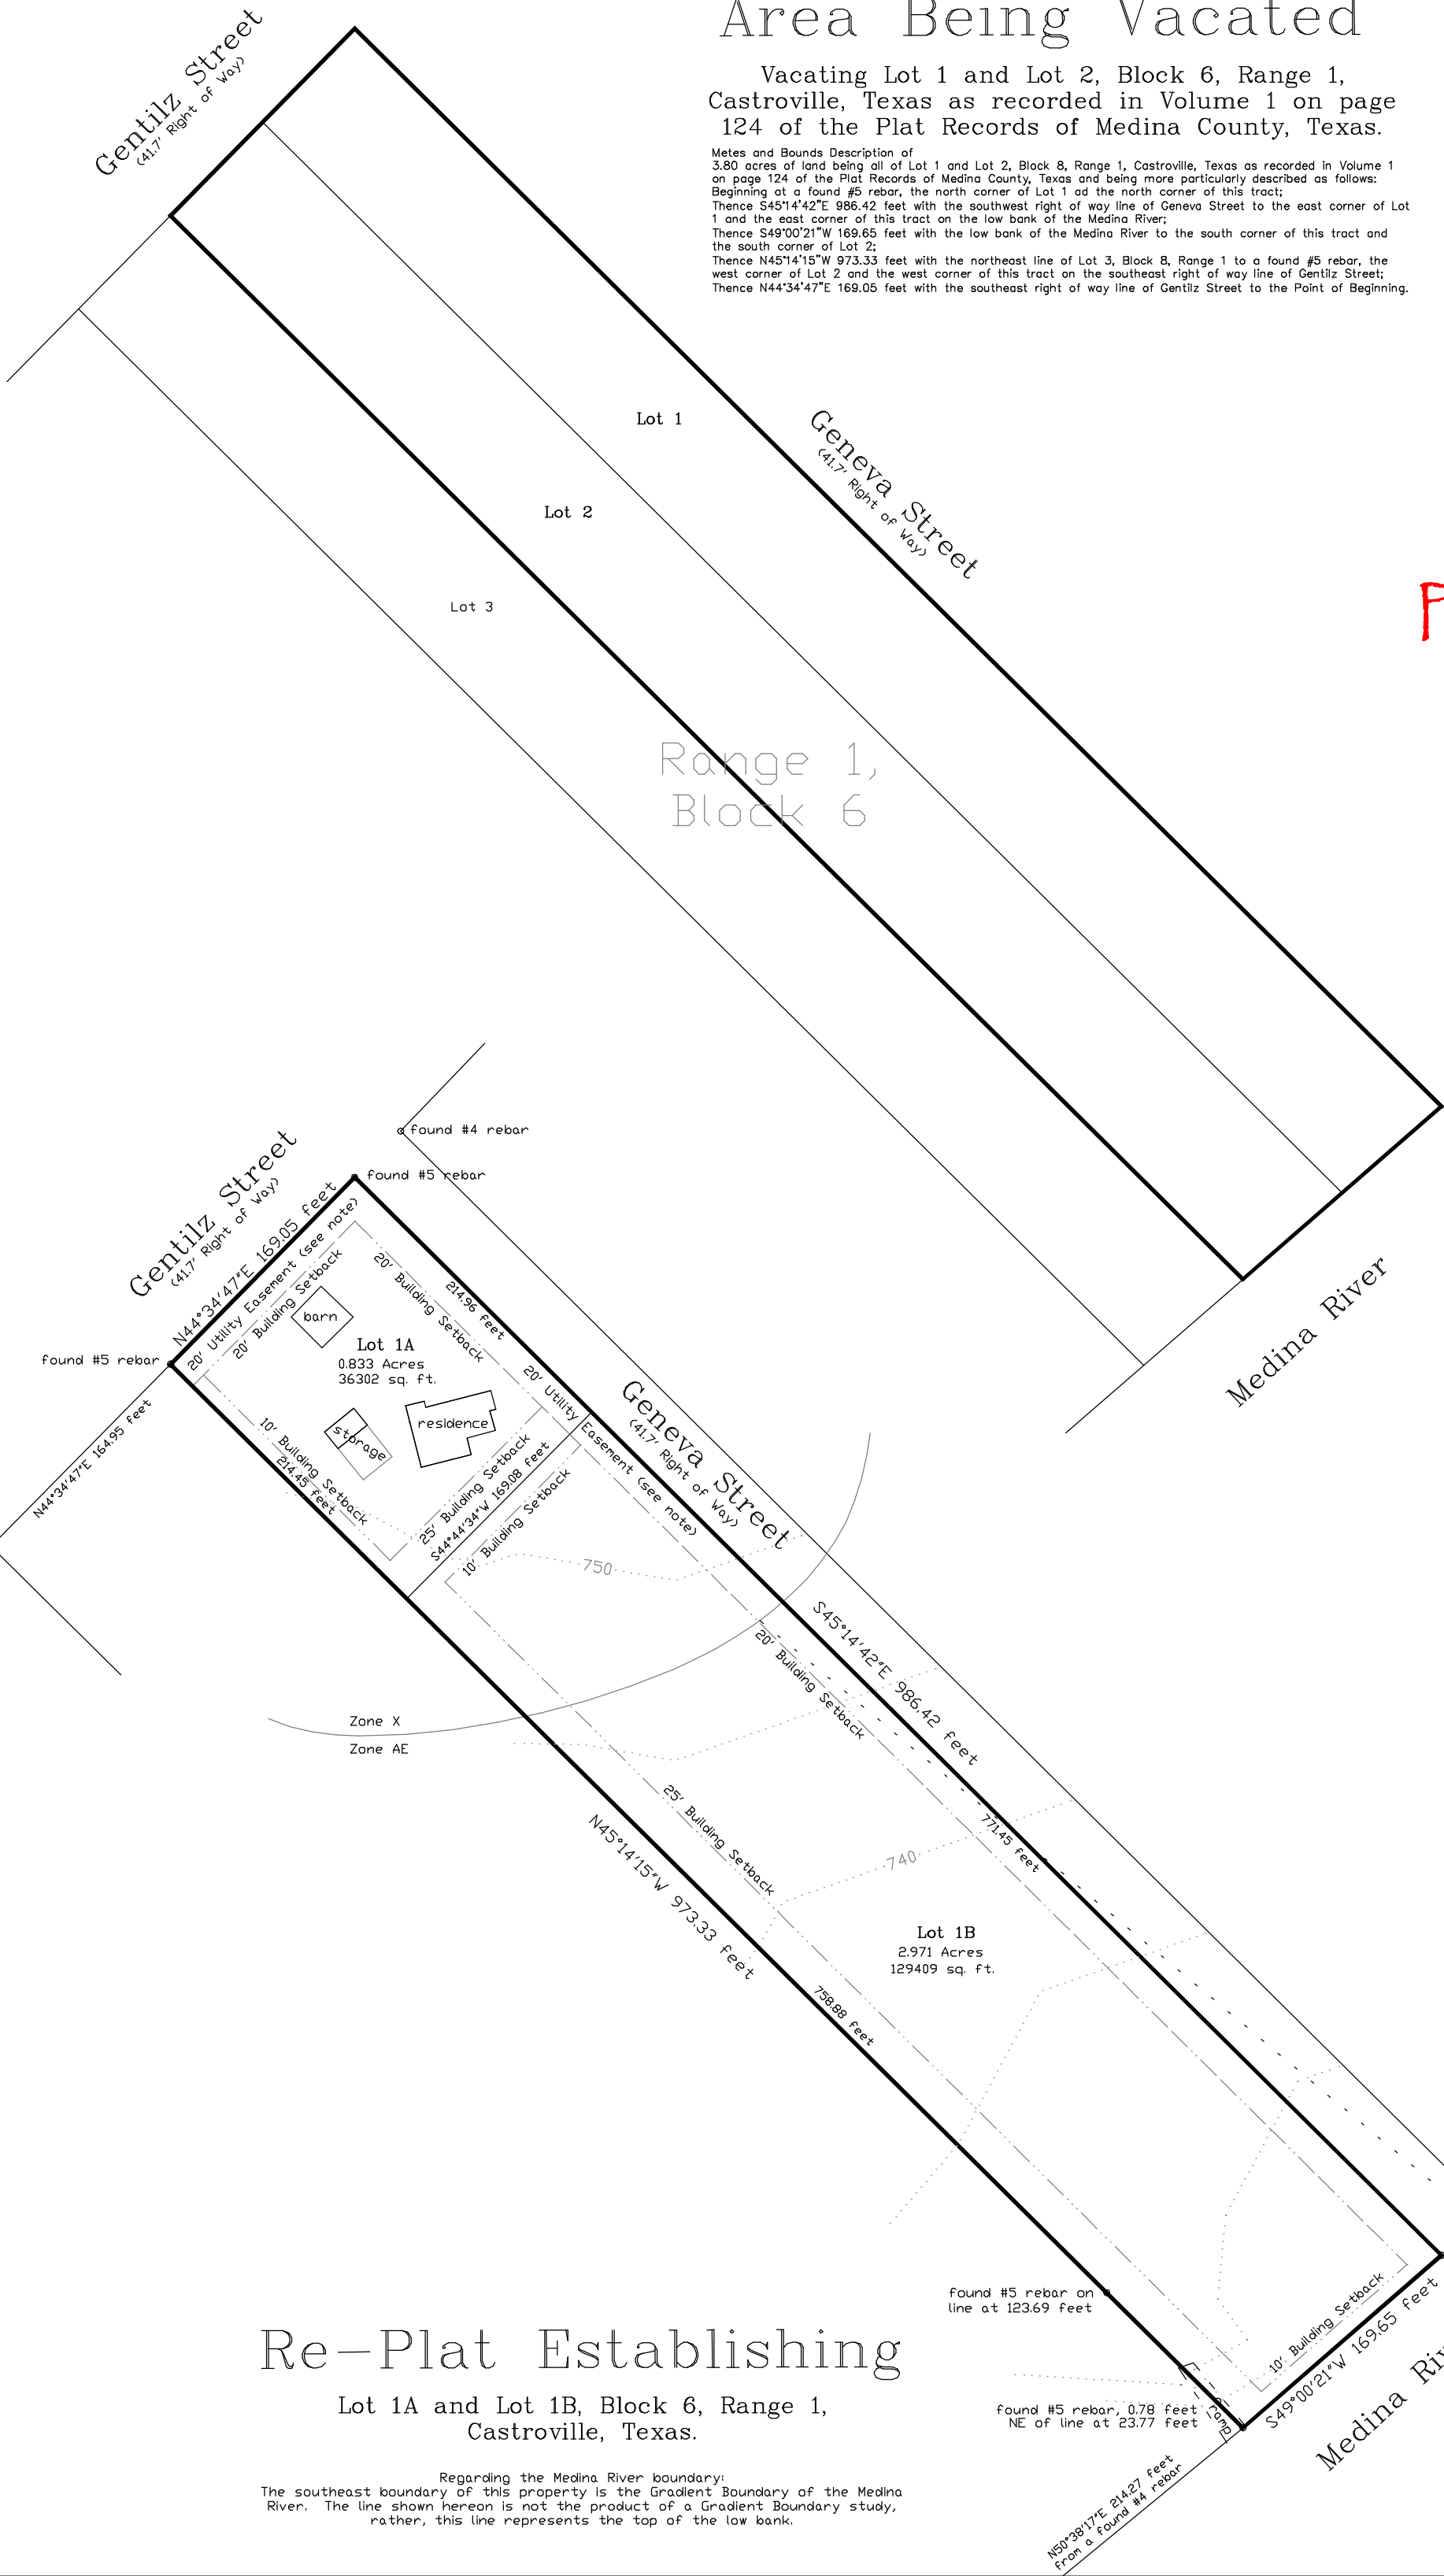 Area Being Vacated
Vacating Lot 1 and Lot 2, Block 6, Range 1,
Castroville, Texas as recorded in Volume 1 on page
124 of the Plat Records of Medina County, Texas.
Metes and Bounds Description of
3.80 acres of land being all of Lot 1 and Lot 2, Block 8, Range 1, Castroville, Texas as recorded in Volume 1
on page 124 of the Plat Records of Medina County, Texas and being more particularly described as follows:
Beginning at a found #5 rebar, the north corner of Lot 1 ad the north corner of this tract;
Thence S45°14'42"E 986.42 feet with the southwest right of way line of Geneva Street to the east corner of Lot
1 and the east corner of this tract on the low bank of the Medina River;
Thence S49°00'21"W 169.65 feet with the low bank of the Medina River to the south corner of this tract and
the south corner of Lot 2;
Thence N45°14'15"W 973.33 feet with the northeast line of Lot 3, Block 8, Range 1 to a found #5 rebar, the
west corner of Lot 2 and the west corner of this tract on the southeast right of way line of Gentilz Street;
Thence N44°34'47"E 169.05 feet with the southeast right of way line of Gentilz Street to the Point of Beginning.
Gentilz Street
(41.7' Right of Way)
Lot 1
Geneva Street
(41.7' Right of Way)
Lot 2
P
Lot 3
Range 1,
Block 6
Medina River
found #4 rebar
found #5 rebar
Gentilz Street
(41.7' Right of Way)
N44°34'47"E 169.05 feet
20' Utility Easement (see note)
20' Building Setback
20' Building Setback
214.96 feet
barn
Lot 1A
0.833 Acres
36302 sq. ft.
found #5 rebar
N44°34'47"E 164.95 feet
storage
residence
10' Building Setback
214.45 feet
25' Building Setback
S44°44'34"W 169.08 feet
10' Building Setback
20' Utility Easement (see note)
Geneva Street
(41.7' Right of Way)
750
S45°14'42"E 986.42 feet
20' Building Setback
Zone X
Zone AE
25' Building Setback
N45°14'15"W 973.33 feet
771.45 feet
740
Lot 1B
2.971 Acres
129409 sq. ft.
758.88 feet
found #5 rebar on
line at 123.69 feet
10' Building Setback
S49°00'21"W 169.65 feet
found #5 rebar, 0.78 feet
NE of line at 23.77 feet
ramp
Medina Riv
N50°38'17"E 214.27 feet
from a found #4 rebar
Re-Plat Establishing
Lot 1A and Lot 1B, Block 6, Range 1,
Castroville, Texas.
Regarding the Medina River boundary:
The southeast boundary of this property is the Gradient Boundary of the Medina
River. The line shown hereon is not the product of a Gradient Boundary study,
rather, this line represents the top of the low bank.